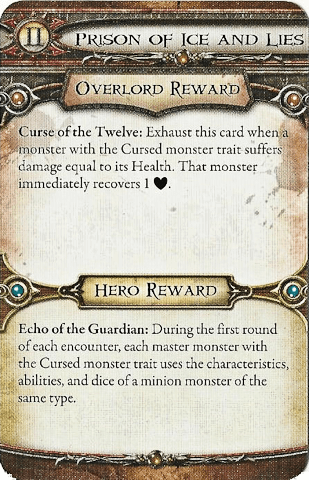 II
Prison of Ice and Lies
Overlord Reward
Curse of the Twelve: Exhaust this card when a
monster with the Cursed monster trait suffers
damage equal to its Health. That monster
immediately recovers 1 ♥.
Hero Reward
Echo of the Guardian: During the first round
of each encounter, each master monster with
the Cursed monster trait uses the characteristics,
abilities, and dice of a minion monster of the
same type.